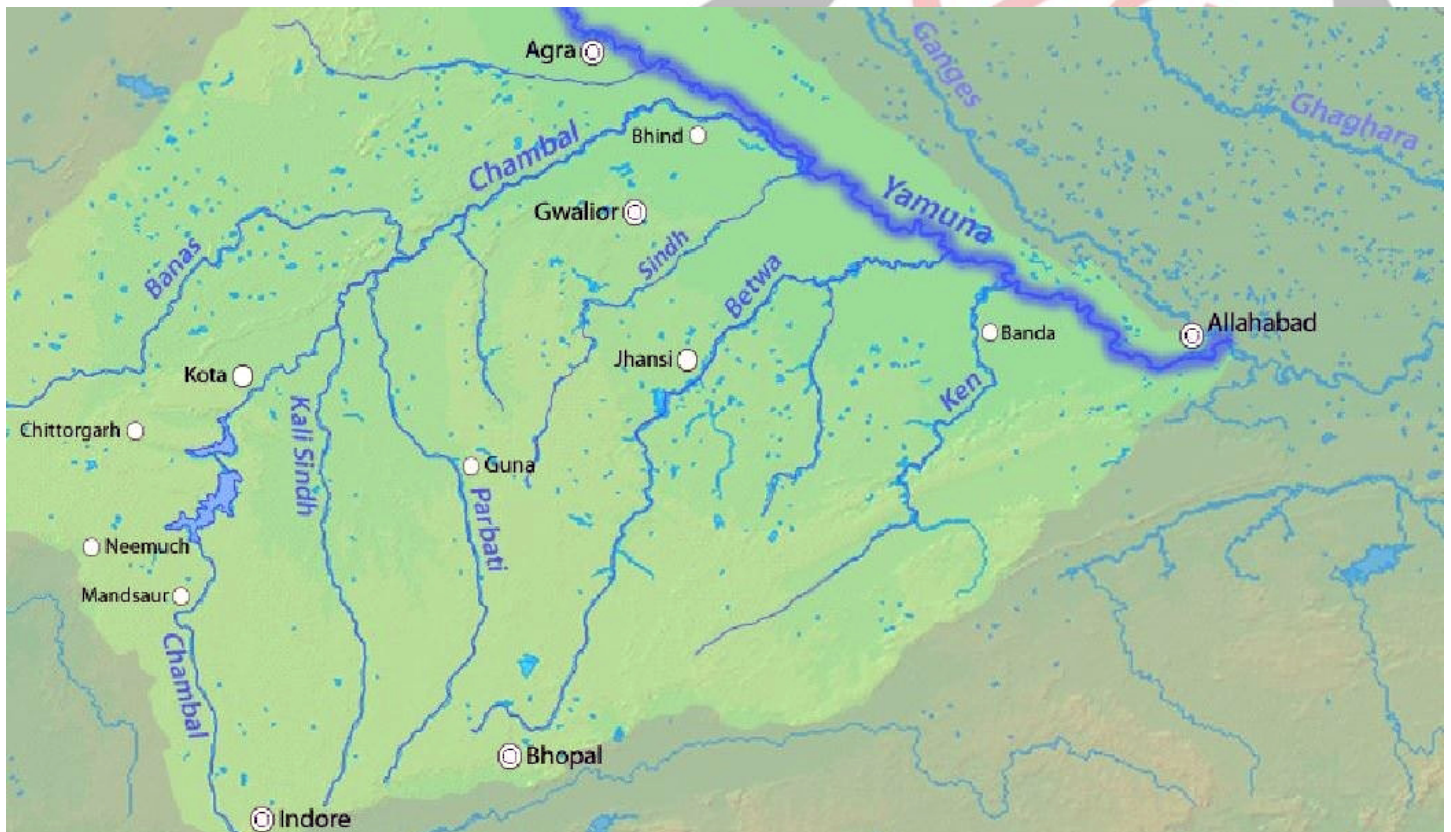 Agra
Ganges
Ghaghara
Bhind
Chambal
Yamuna
Gwalior
Banas
Sindh
Betwa
Allahabad
Banda
Jhansi
Kota
Ken
Kali Sindh
Chittorgarh
Guna
Parbati
Neemuch
Mandsaur
Chambal
Bhopal
Indore